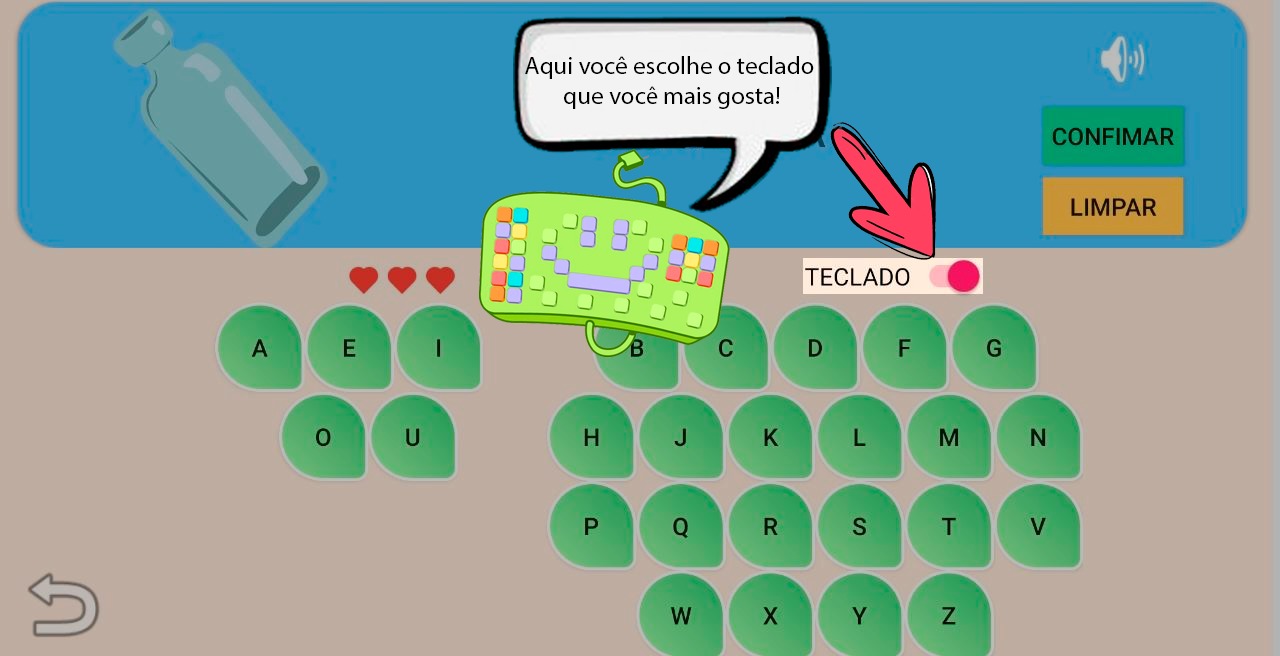 Aqui você escolhe o teclado
que você mais gosta!
CONFIMAR
LIMPAR
TECLADO
A E I B C D F G
O U H J K L M N
P Q R S T V
W X Y Z